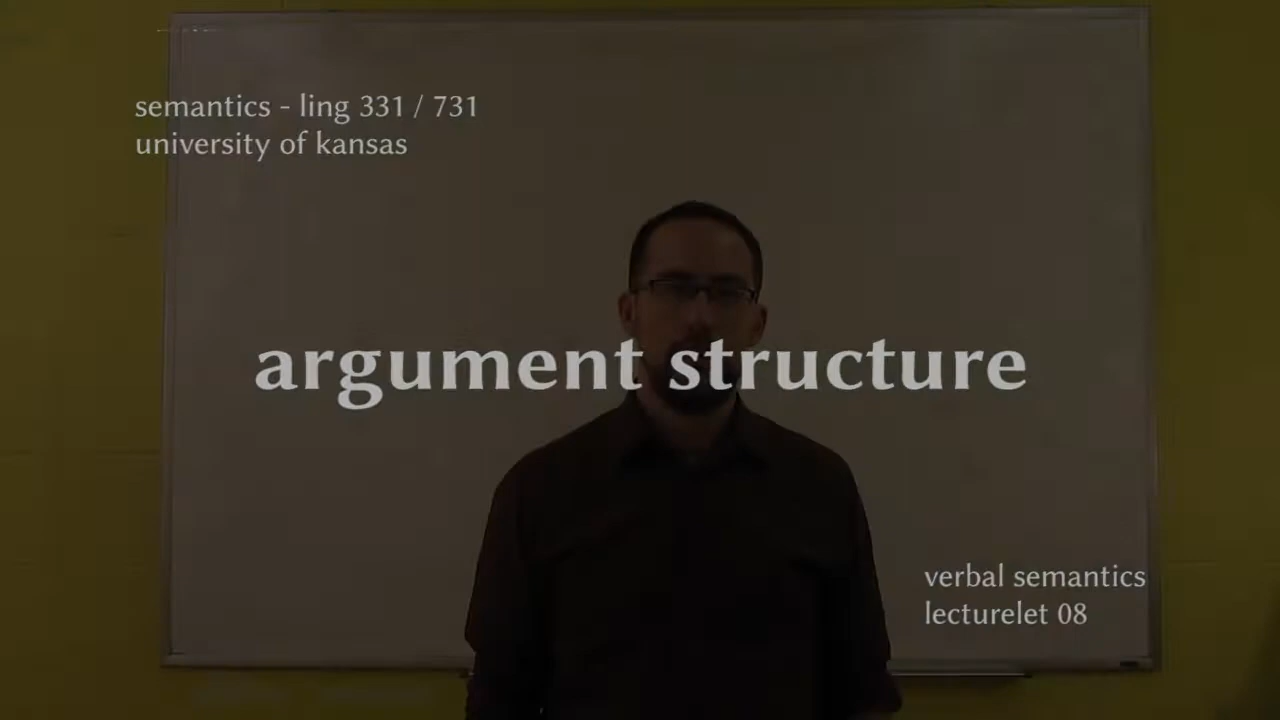 semantics - ling 331 / 731
university of kansas
argument structure
verbal semantics
lecturelet 08